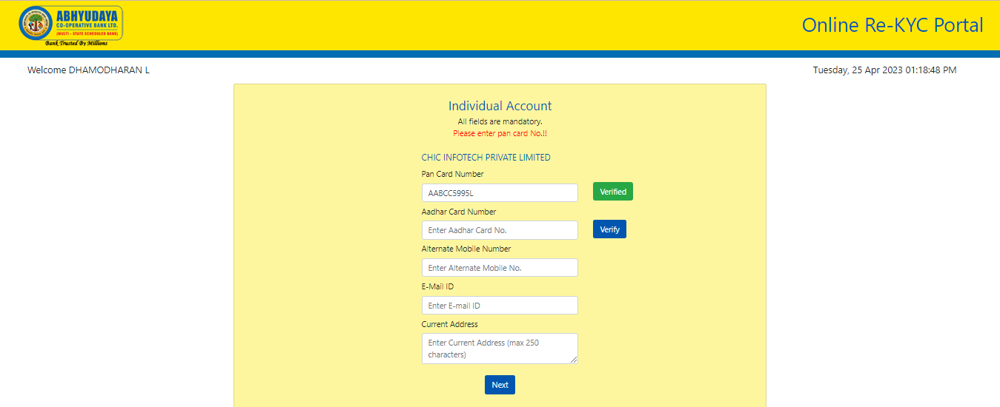 ABHYUDAYA
CO-OPERATIVE BANK LTD.
(MULTI - STATE SCHEDULED BANK)
Bank Trusted By Millions
Online Re-KYC Portal
Welcome DHAMODHARAN L
Tuesday, 25 Apr 2023 01:18:48 PM
Individual Account
All fields are mandatory.
Please enter pan card No.!!
CHIC INFOTECH PRIVATE LIMITED
Pan Card Number
AABCC5995L
Verified
Aadhar Card Number
Enter Aadhar Card No.
Verify
Alternate Mobile Number
Enter Alternate Mobile No.
E-Mail ID
Enter E-mail ID
Current Address
Enter Current Address (max 250
characters)
Next